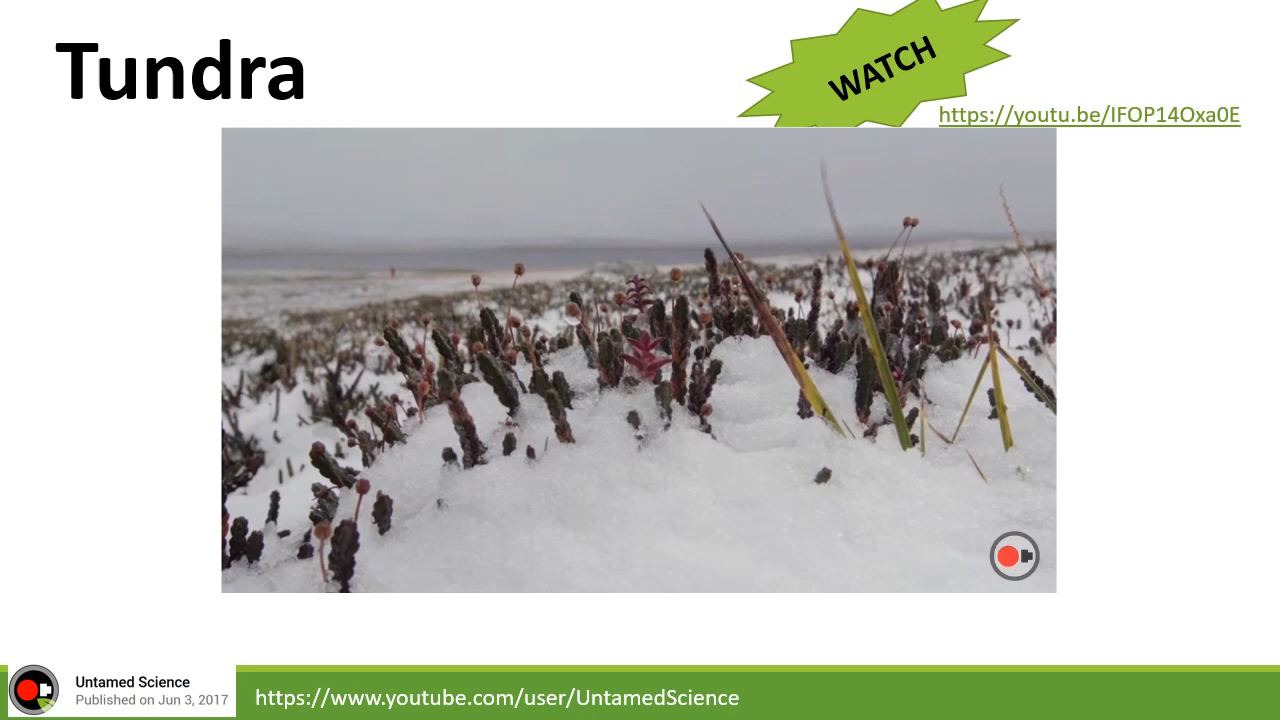 Tundra
WATCH
https://youtu.be/IFOP14Oxa0E
Untamed Science
Published on Jun 3, 2017
https://www.youtube.com/user/UntamedScience